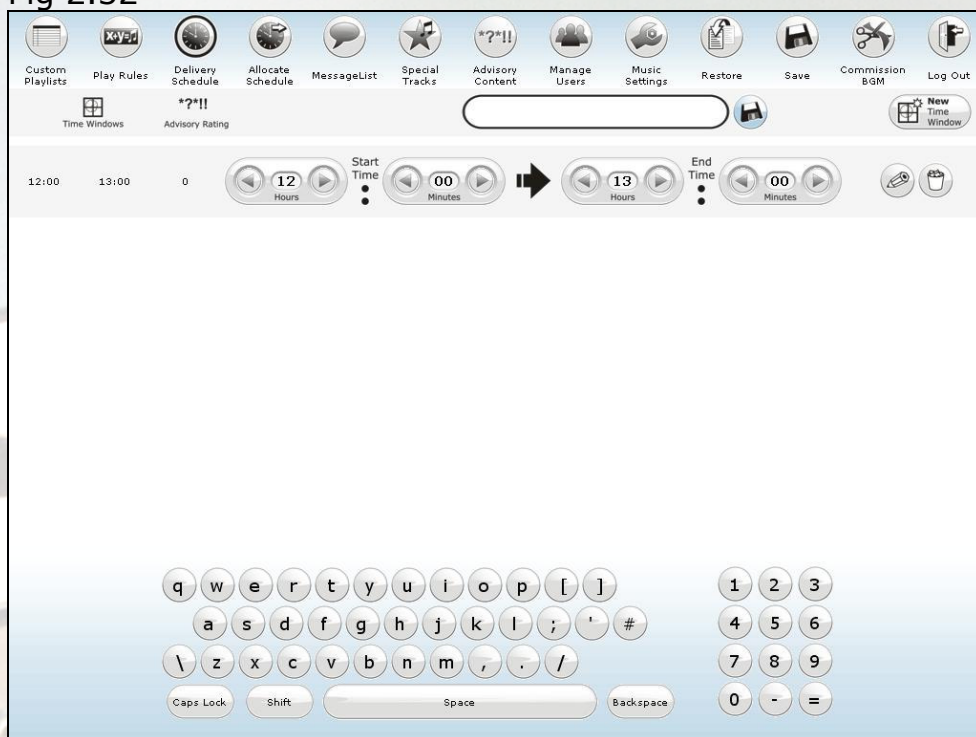 Fig 2.32
X+y=♫
*?*!!
Custom Playlists
Play Rules
Delivery Schedule
Allocate Schedule
MessageList
Special Tracks
Advisory Content
Manage Users
Music Settings
Restore
Save
Commission BGM
Log Out
Time Windows
*?*!!
Advisory Rating
New Time Window
12:00 13:00 0
12
Hours
Start Time
00
Minutes
13
Hours
End Time
00
Minutes
q w e r t y u i o p [ ] 1 2 3
a s d f g h j k l ; ' # 4 5 6
\ z x c v b n m , . / 7 8 9
Caps Lock Shift Space Backspace 0 - =